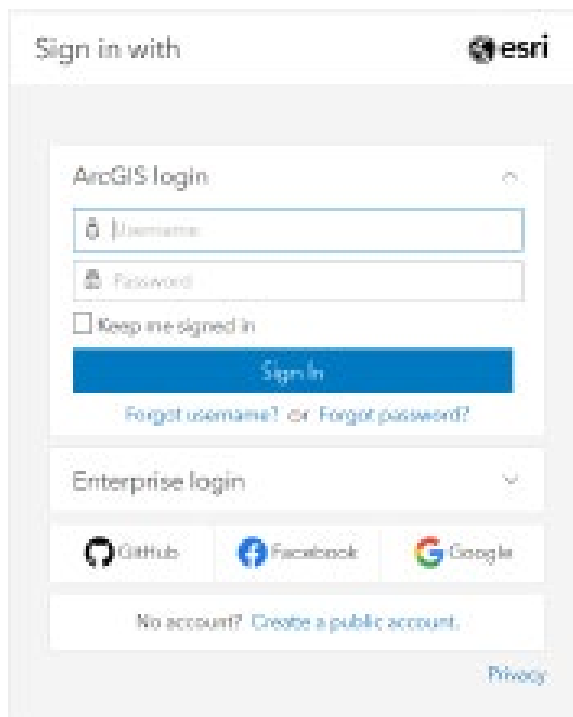 Sign in with esri
ArcGIS login
Username
Password
Keep me signed in
Sign In
Forgot username? or Forgot password?
Enterprise login
GitHub Facebook Google
No account? Create a public account.
Privacy